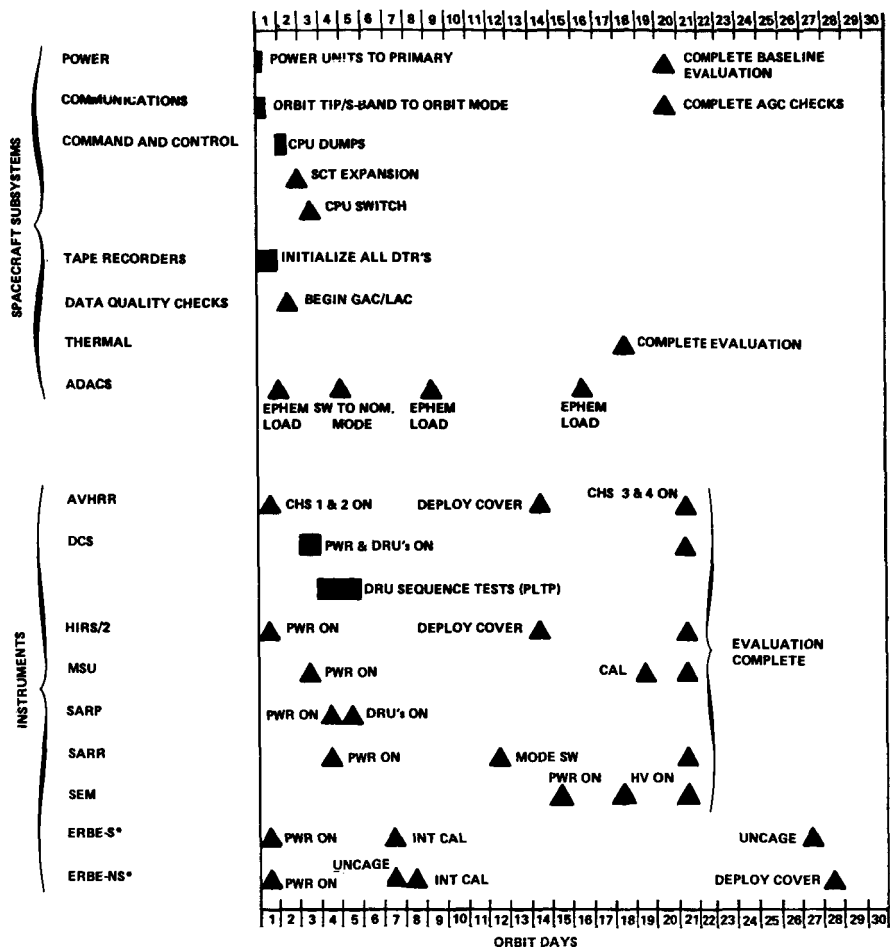 1 2 3 4 5 6 7 8 9 10 11 12 13 14 15 16 17 18 19 20 21 22 23 24 25 26 27 28 29 30
SPACECRAFT SUBSYSTEMS
POWER
POWER UNITS TO PRIMARY
COMPLETE BASELINE
EVALUATION
COMMUNICATIONS
ORBIT TIP/S-BAND TO ORBIT MODE
COMPLETE AGC CHECKS
COMMAND AND CONTROL
CPU DUMPS
SCT EXPANSION
CPU SWITCH
TAPE RECORDERS
INITIALIZE ALL DTR'S
DATA QUALITY CHECKS
BEGIN GAC/LAC
THERMAL
COMPLETE EVALUATION
ADACS
EPHEM
LOAD
SW TO NOM.
MODE
EPHEM
LOAD
EPHEM
LOAD
INSTRUMENTS
AVHRR
CHS 1 & 2 ON
DEPLOY COVER
CHS 3 & 4 ON
DCS
PWR & DRU's ON
DRU SEQUENCE TESTS (PLTP)
HIRS/2
PWR ON
DEPLOY COVER
EVALUATION
COMPLETE
MSU
PWR ON
CAL
SARP
PWR ON
DRU's ON
SARR
PWR ON
MODE SW
SEM
PWR ON
HV ON
ERBE-S*
PWR ON
INT CAL
UNCAGE
ERBE-NS*
PWR ON
UNCAGE
INT CAL
DEPLOY COVER
1 2 3 4 5 6 7 8 9 10 11 12 13 14 15 16 17 18 19 20 21 22 23 24 25 26 27 28 29 30
ORBIT DAYS